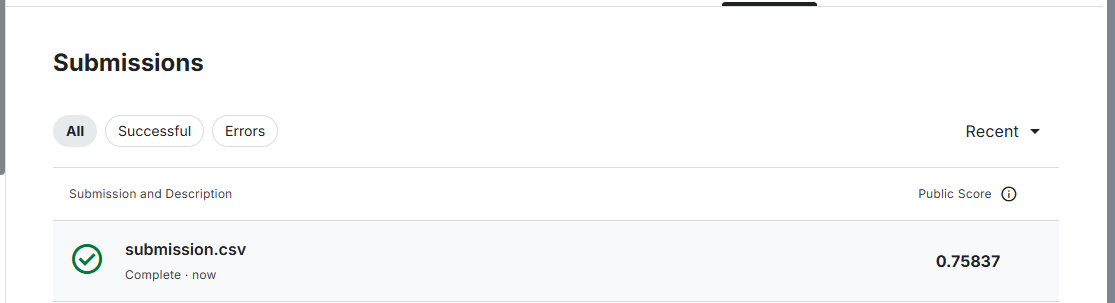 Submissions
All Successful Errors Recent
Submission and Description Public Score
submission.csv
Complete · now
0.75837